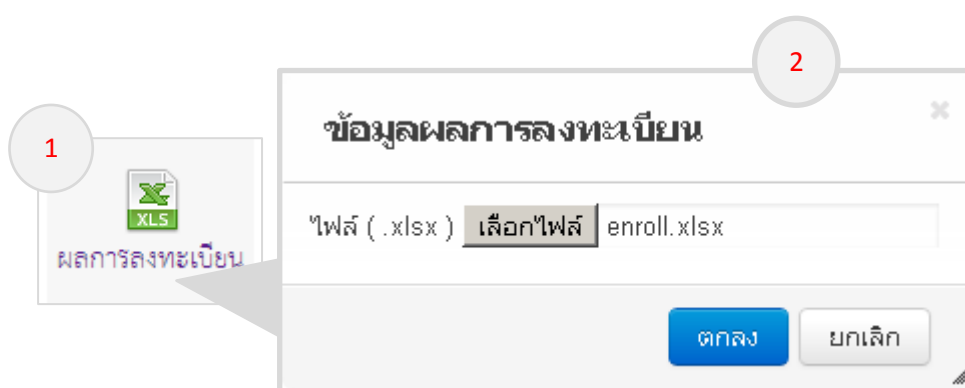 1
XLS
ผลการลงทะเบียน
2
ข้อมูลผลการลงทะเบียน
×
ไฟล์ ( .xlsx ) เลือกไฟล์ enroll.xlsx
ตกลง ยกเลิก